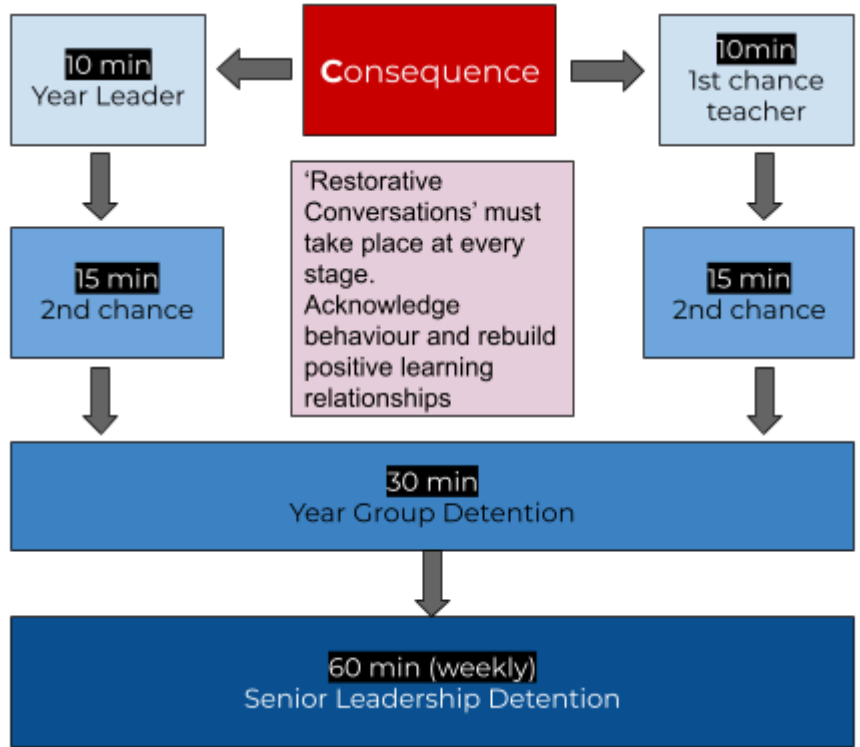 10 min
Year Leader
Consequence
10min
1st chance
teacher
'Restorative
Conversations' must
take place at every
stage.
Acknowledge
behaviour and rebuild
positive learning
relationships
15 min
2nd chance
15 min
2nd chance
30 min
Year Group Detention
60 min (weekly)
Senior Leadership Detention